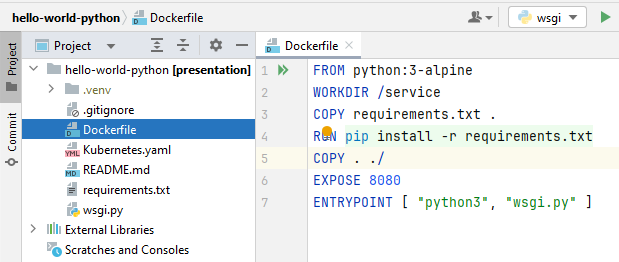 hello-world-python Dockerfile
wsgi
Project
Commit
Project
hello-world-python [presentation]
.venv
.gitignore
Dockerfile
Kubernetes.yaml
README.md
requirements.txt
wsgi.py
External Libraries
Scratches and Consoles
Dockerfile
1 FROM python:3-alpine
2 WORKDIR /service
3 COPY requirements.txt .
4 RUN pip install -r requirements.txt
5 COPY . ./
6 EXPOSE 8080
7 ENTRYPOINT [ "python3", "wsgi.py" ]